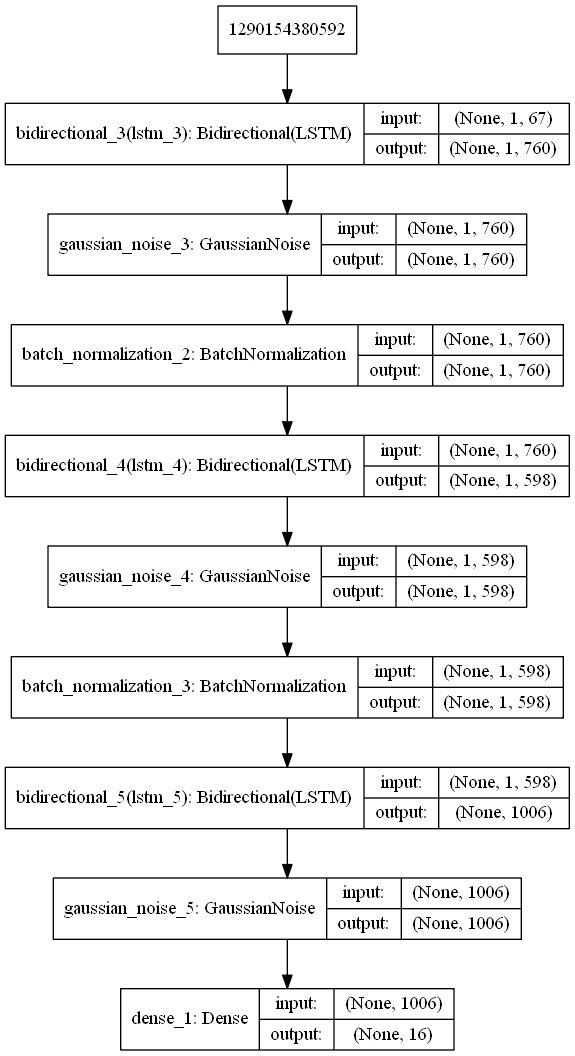 1290154380592
bidirectional_3(lstm_3): Bidirectional(LSTM)
input: (None, 1, 67)
output: (None, 1, 760)
gaussian_noise_3: GaussianNoise
input: (None, 1, 760)
output: (None, 1, 760)
batch_normalization_2: BatchNormalization
input: (None, 1, 760)
output: (None, 1, 760)
bidirectional_4(lstm_4): Bidirectional(LSTM)
input: (None, 1, 760)
output: (None, 1, 598)
gaussian_noise_4: GaussianNoise
input: (None, 1, 598)
output: (None, 1, 598)
batch_normalization_3: BatchNormalization
input: (None, 1, 598)
output: (None, 1, 598)
bidirectional_5(lstm_5): Bidirectional(LSTM)
input: (None, 1, 598)
output: (None, 1006)
gaussian_noise_5: GaussianNoise
input: (None, 1006)
output: (None, 1006)
dense_1: Dense
input: (None, 1006)
output: (None, 16)